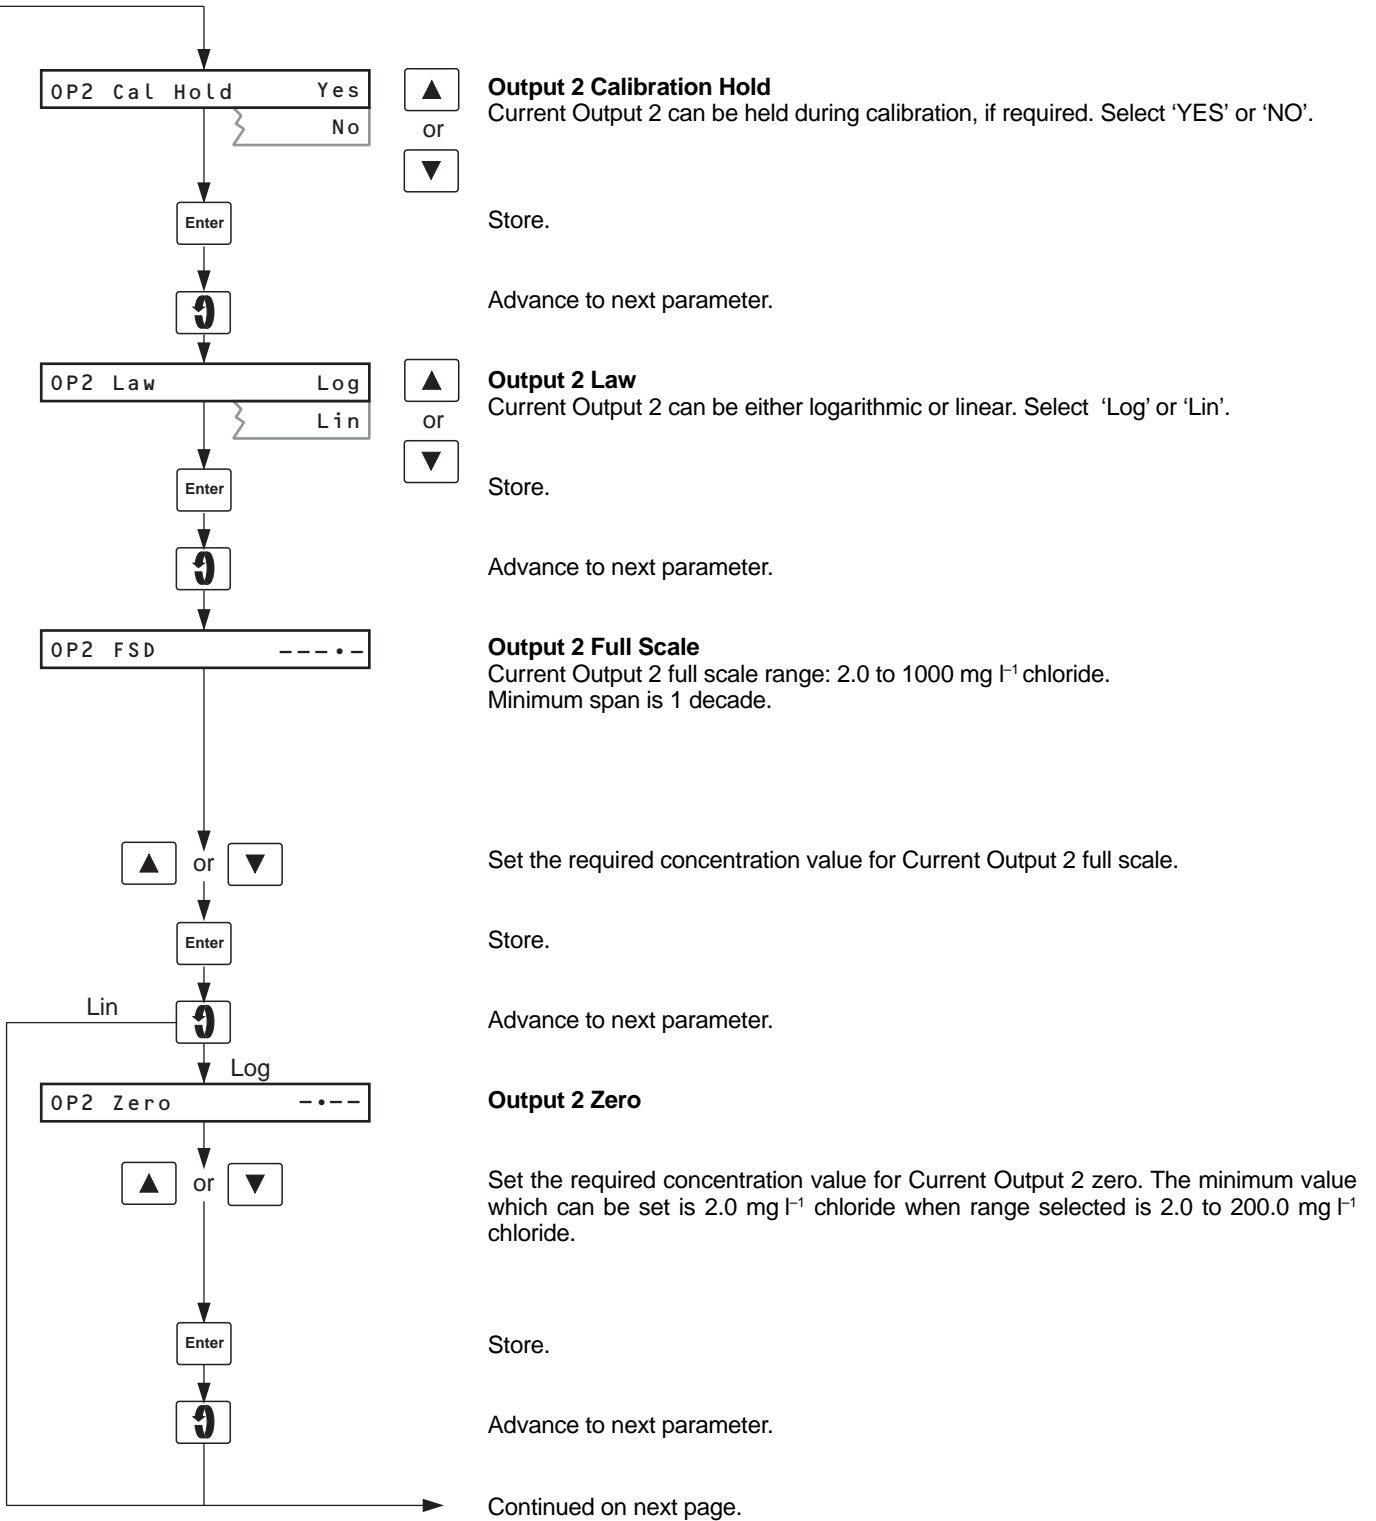 OP2 Cal Hold Yes
No
or
Output 2 Calibration Hold
Current Output 2 can be held during calibration, if required. Select ‘YES’ or ‘NO’.
Enter
Store.
Advance to next parameter.
OP2 Law Log
Lin
or
Output 2 Law
Current Output 2 can be either logarithmic or linear. Select ‘Log’ or ‘Lin’.
Enter
Store.
Advance to next parameter.
OP2 FSD – – – • –
Output 2 Full Scale
Current Output 2 full scale range: 2.0 to 1000 mg l⁻¹ chloride.
Minimum span is 1 decade.
or
Set the required concentration value for Current Output 2 full scale.
Enter
Store.
Lin
Advance to next parameter.
Log
OP2 Zero – • – –
Output 2 Zero
or
Set the required concentration value for Current Output 2 zero. The minimum value
which can be set is 2.0 mg l⁻¹ chloride when range selected is 2.0 to 200.0 mg l⁻¹
chloride.
Enter
Store.
Advance to next parameter.
Continued on next page.